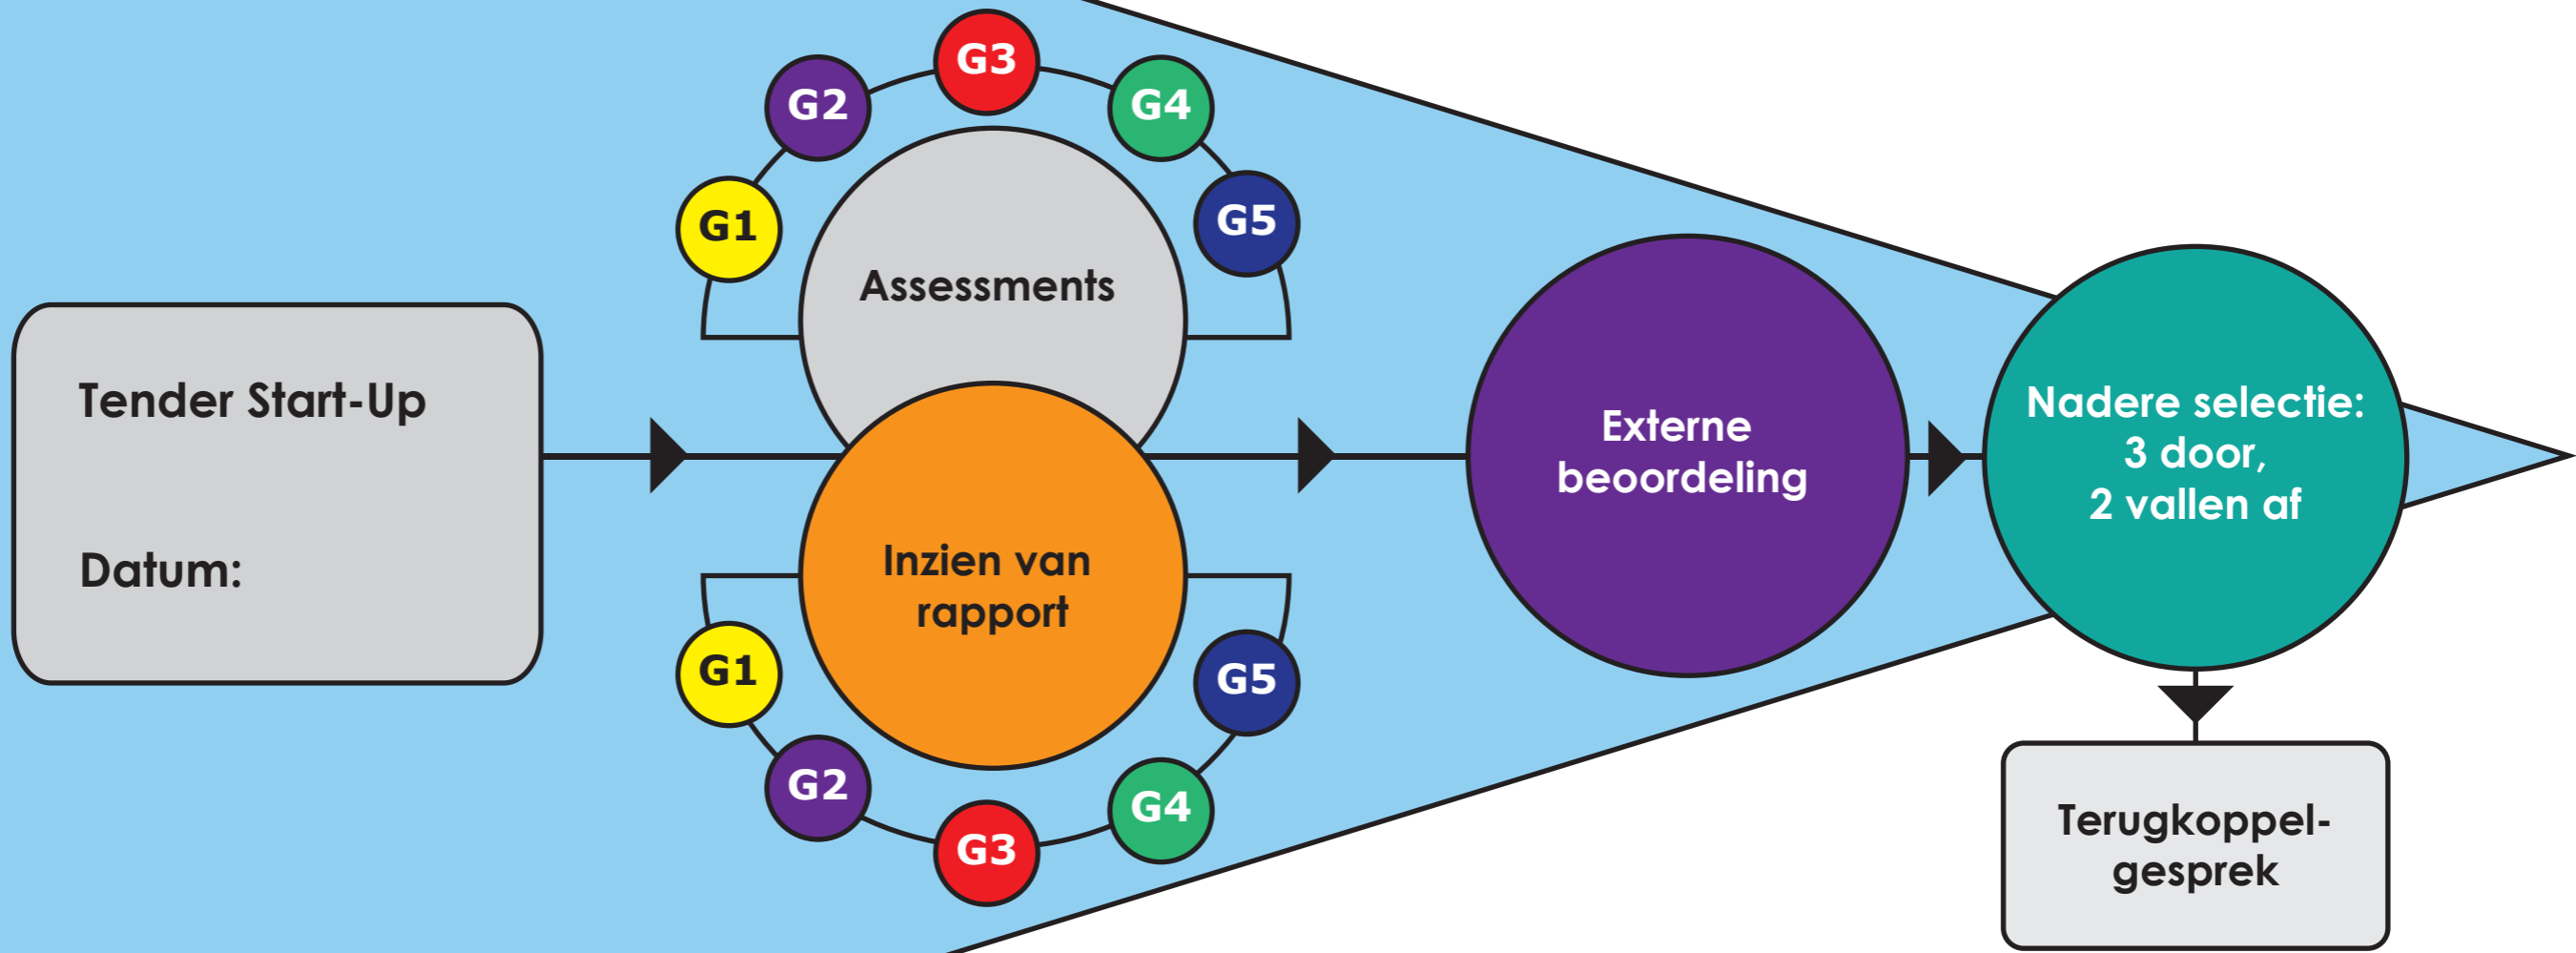 Tender Start-Up
Datum:
G1
G2
G3
G4
G5
Assessments
Inzien van
rapport
G1
G2
G3
G4
G5
Externe
beoordeling
Nadere selectie:
3 door,
2 vallen af
Terugkoppel-
gesprek